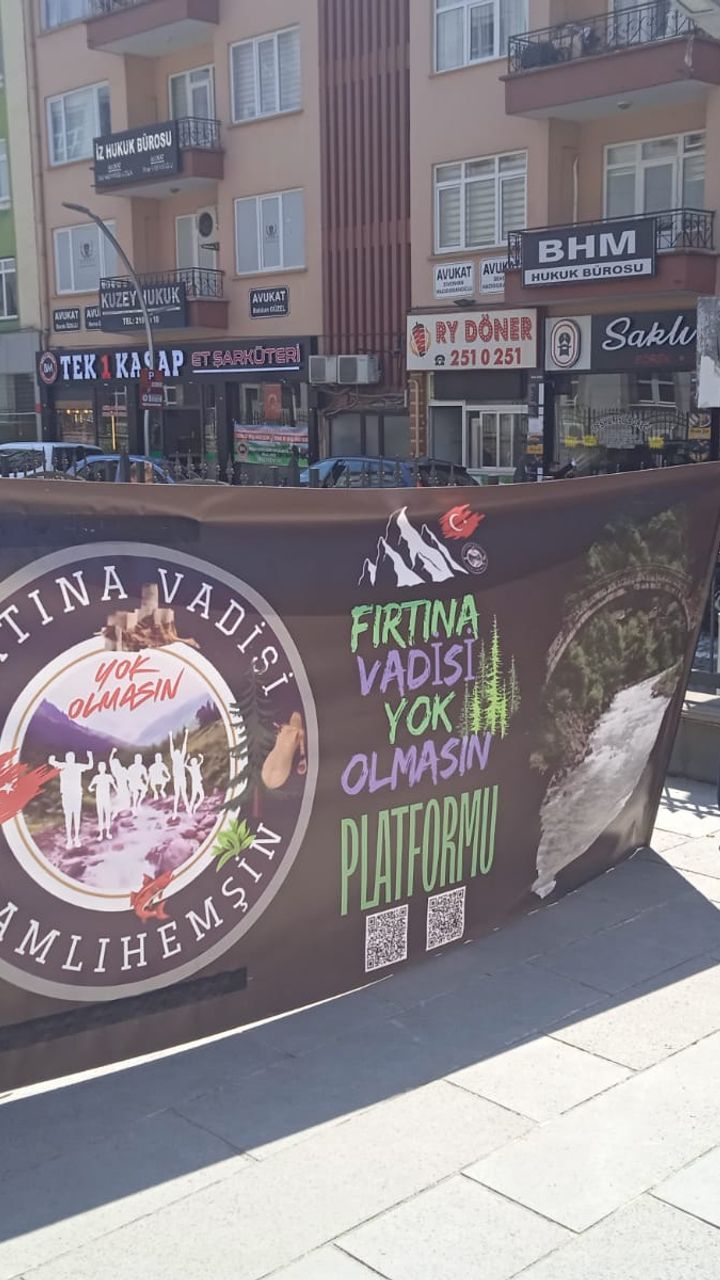 İZ HUKUK BÜROSU
KUZEY HUKUK
AVUKAT
AVUKAT
BHM
HUKUK BÜROSU
AVUKAT
TEK 1 KASAP
ET ŞARKÜTERİ
RY DÖNER
251 0 251
Saklı
RTINA VADİSİ
YOK
OLMASIN
AMLIHEMŞİN
FIRTINA
VADİSİ
YOK
OLMASIN
PLATFORMU